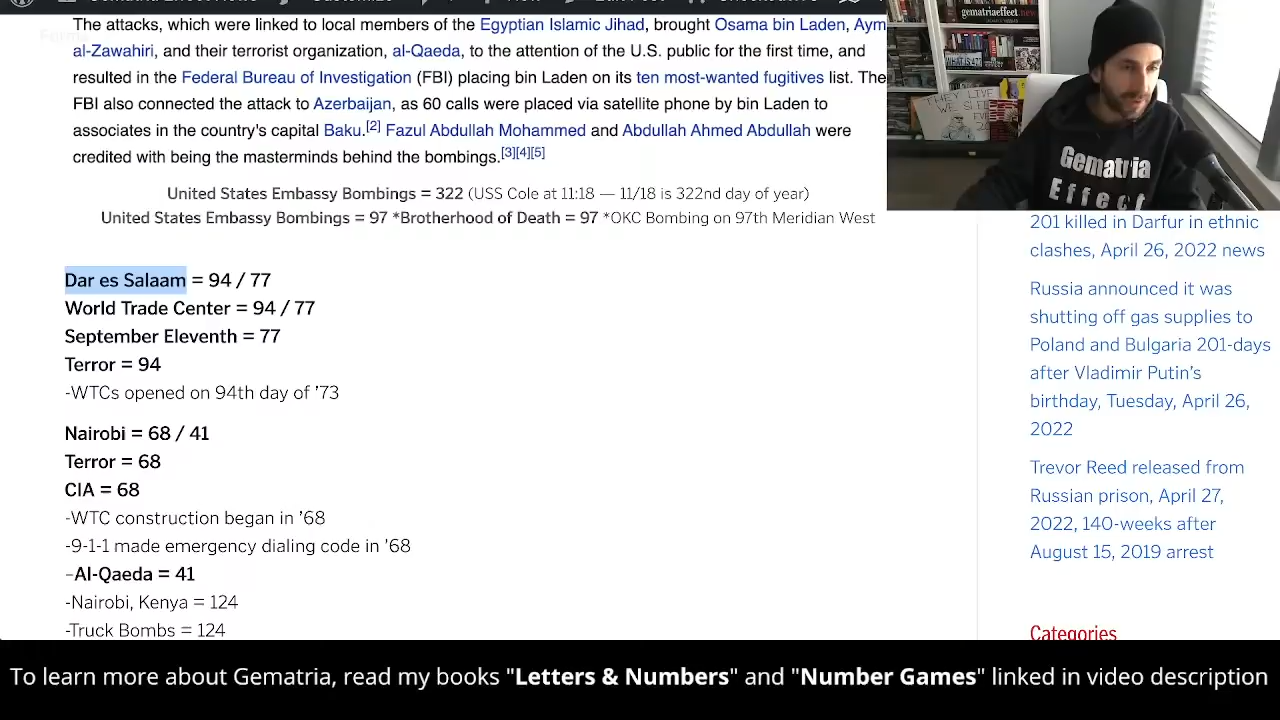 The attacks, which were linked to local members of the Egyptian Islamic Jihad, brought Osama bin Laden, Aym
al-Zawahiri, and their terrorist organization, al-Qaeda, to the attention of the U.S. public for the first time, and
resulted in the Federal Bureau of Investigation (FBI) placing bin Laden on its ten most-wanted fugitives list. The
FBI also connected the attack to Azerbaijan, as 60 calls were placed via satellite phone by bin Laden to
associates in the country's capital Baku.[2] Fazul Abdullah Mohammed and Abdullah Ahmed Abdullah were
credited with being the masterminds behind the bombings.[3][4][5]
United States Embassy Bombings = 322 (USS Cole at 11:18 — 11/18 is 322nd day of year)
United States Embassy Bombings = 97 *Brotherhood of Death = 97 *OKC Bombing on 97th Meridian West
Dar es Salaam = 94 / 77
World Trade Center = 94 / 77
September Eleventh = 77
Terror = 94
-WTCs opened on 94th day of '73
Nairobi = 68 / 41
Terror = 68
CIA = 68
-WTC construction began in '68
-9-1-1 made emergency dialing code in '68
–Al-Qaeda = 41
-Nairobi, Kenya = 124
-Truck Bombs = 124
gematriaeffect.new
THEY LIVE
WE SLEE
Gematria
Effect
201 killed in Darfur in ethnic
clashes, April 26, 2022 news
Russia announced it was
shutting off gas supplies to
Poland and Bulgaria 201-days
after Vladimir Putin's
birthday, Tuesday, April 26,
2022
Trevor Reed released from
Russian prison, April 27,
2022, 140-weeks after
August 15, 2019 arrest
Categories
To learn more about Gematria, read my books "Letters & Numbers" and "Number Games" linked in video description